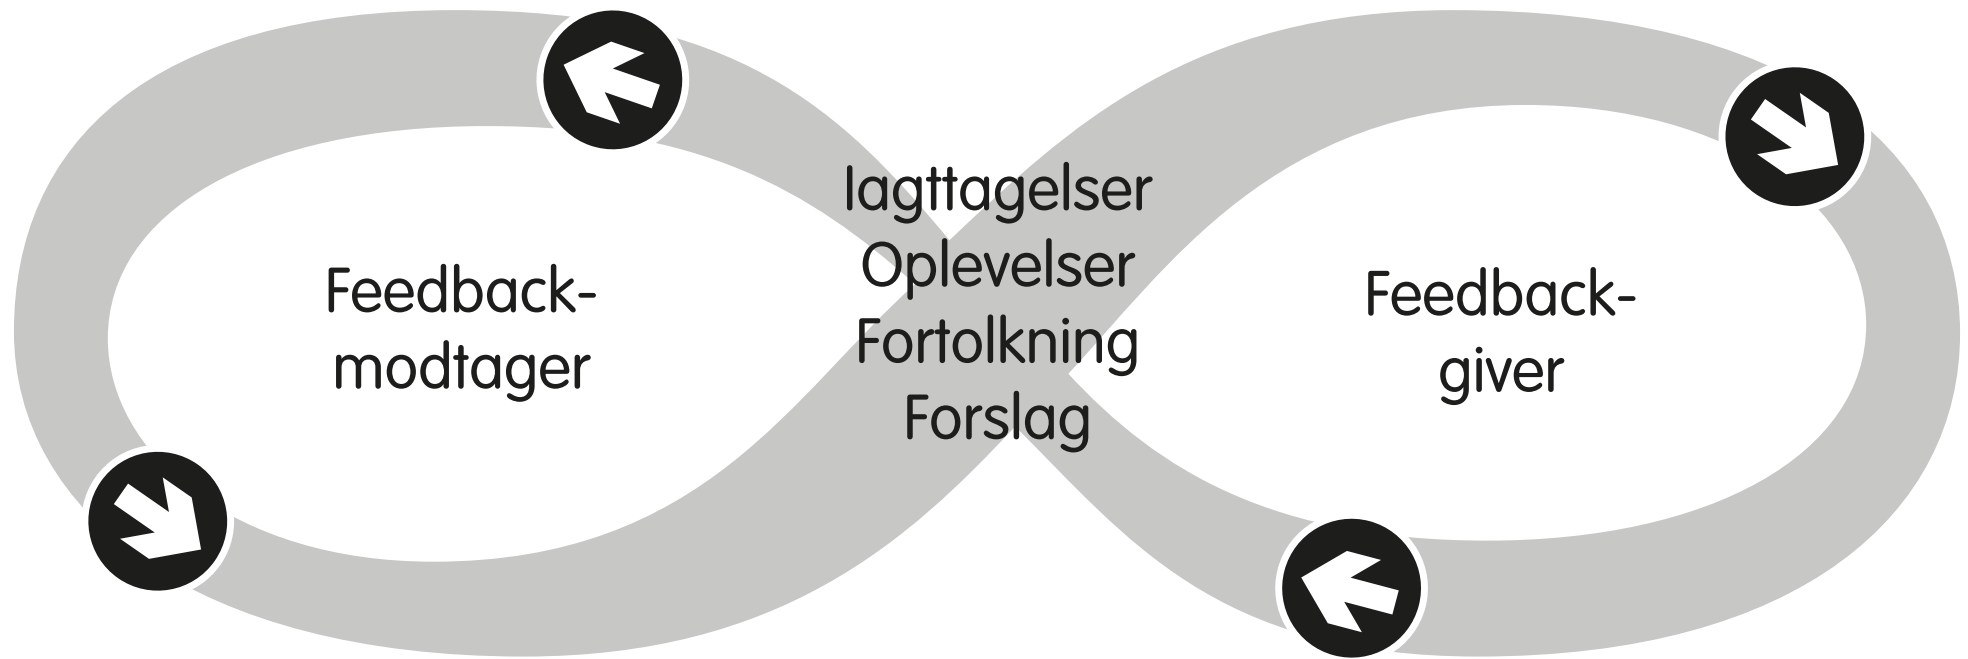 Feedback-
modtager
Iagttagelser
Oplevelser
Fortolkning
Forslag
Feedback-
giver